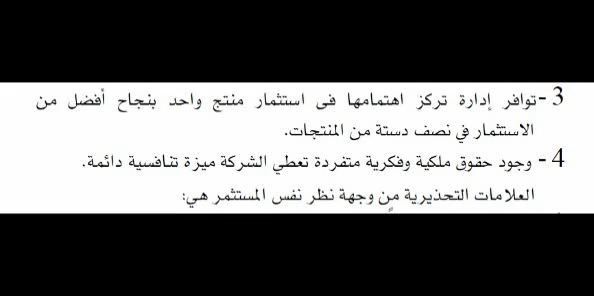 3-توافر إدارة تركز اهتمامها فى استثمار منتج واحد بنجاح أفضل من
الاستثمار في نصف دستة من المنتجات.
4- وجود حقوق ملكية وفكرية متفردة تعطي الشركة ميزة تنافسية دائمة.
العلامات التحذيرية من وجهة نظر نفس المستثمر هي: